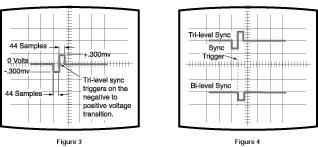 44 Samples
+.300mv
0 Volts
-.300mv
44 Samples
Tri-level sync
triggers on the
negative to
positive voltage
transition.
Figure 3
Tri-level Sync
Sync
Trigger
Bi-level Sync
Figure 4